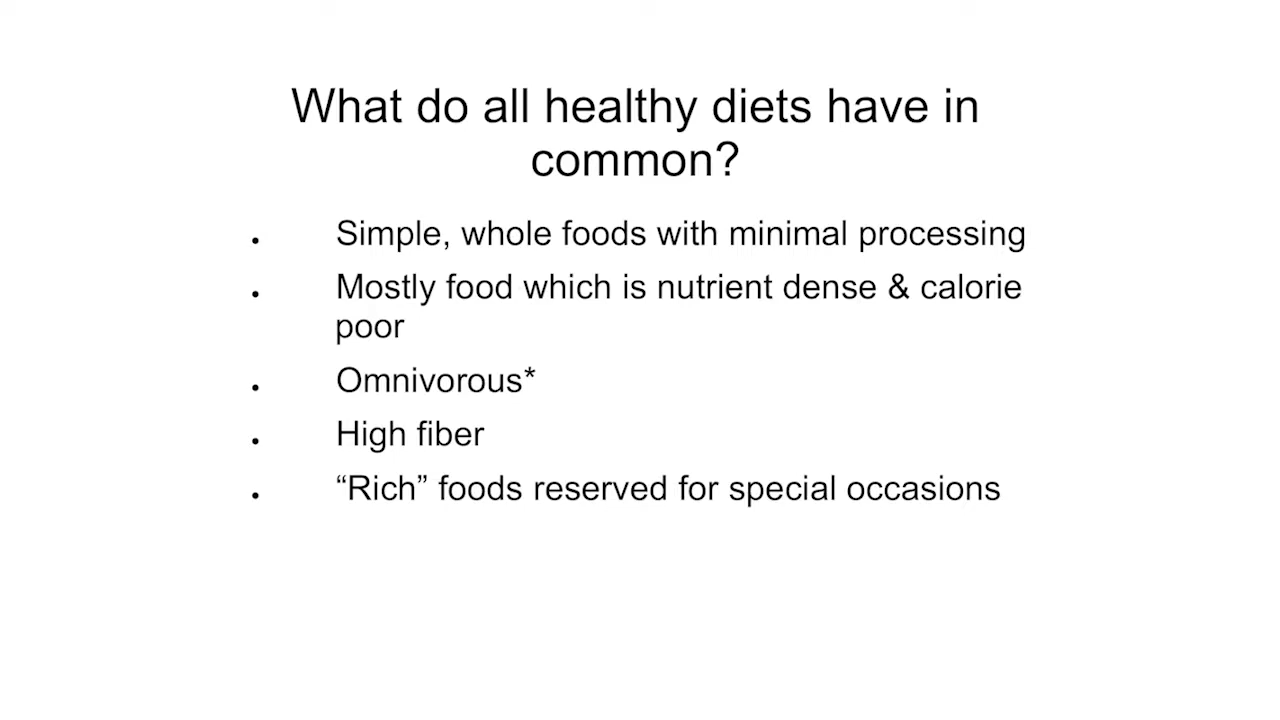 What do all healthy diets have in
common?
• Simple, whole foods with minimal processing
• Mostly food which is nutrient dense & calorie
poor
• Omnivorous*
• High fiber
• “Rich” foods reserved for special occasions